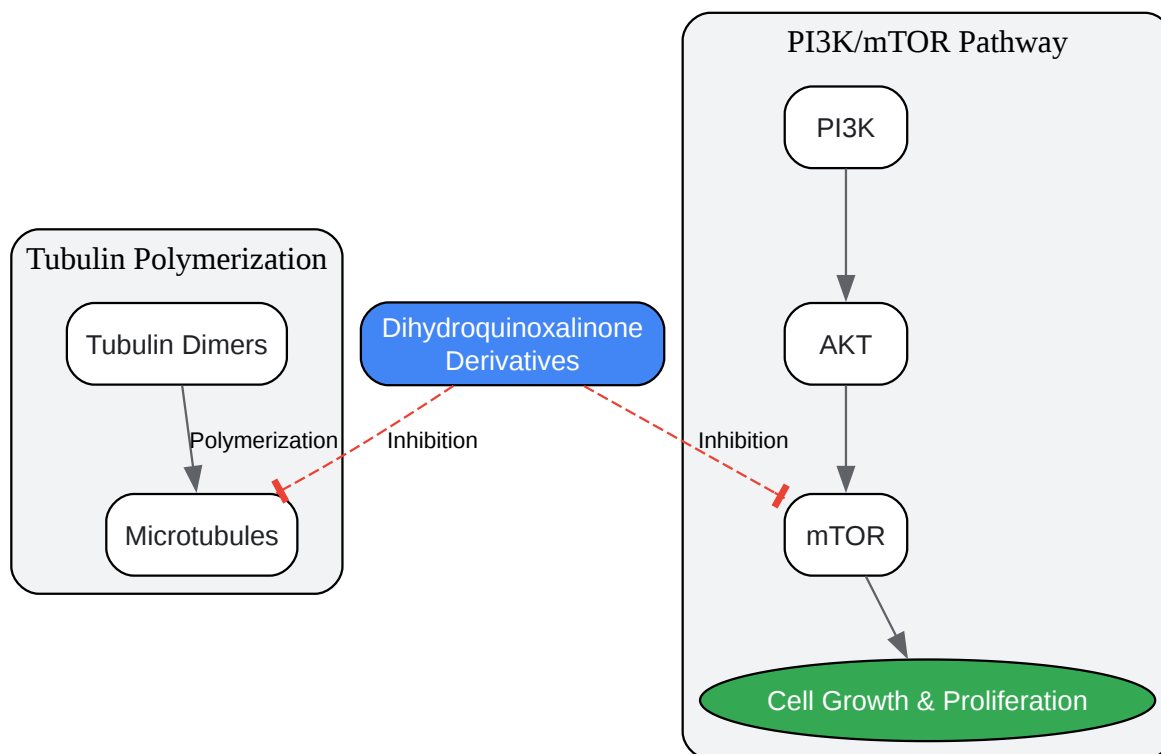 PI3K/mTOR Pathway
PI3K
Tubulin Polymerization
Tubulin Dimers
Dihydroquinoxalinone
Derivatives
AKT
Polymerization
Inhibition
Inhibition
Microtubules
mTOR
Cell Growth & Proliferation